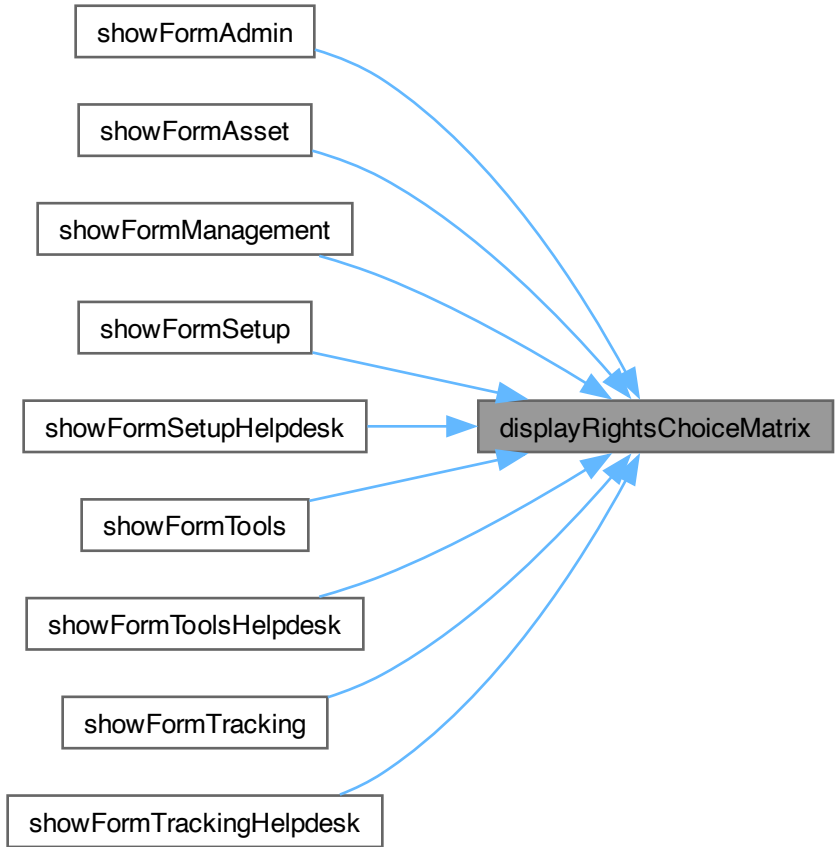 showFormAdmin
showFormAsset
showFormManagement
showFormSetup
showFormSetupHelpdesk
displayRightsChoiceMatrix
showFormTools
showFormToolsHelpdesk
showFormTracking
showFormTrackingHelpdesk